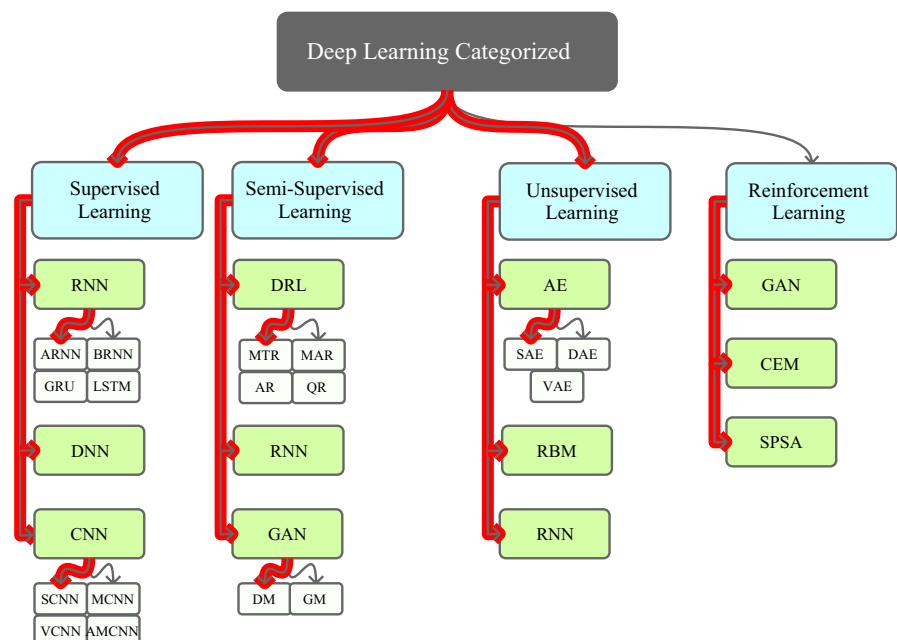 Deep Learning Categorized
Supervised
Learning
Semi-Supervised
Learning
Unsupervised
Learning
Reinforcement
Learning
RNN
DRL
AE
GAN
ARNN
BRNN
GRU
LSTM
MTR
MAR
AR
QR
SAE
DAE
VAE
CEM
DNN
RNN
RBM
SPSA
CNN
GAN
RNN
SCNN
MCNN
VCNN
AMCNN
DM
GM